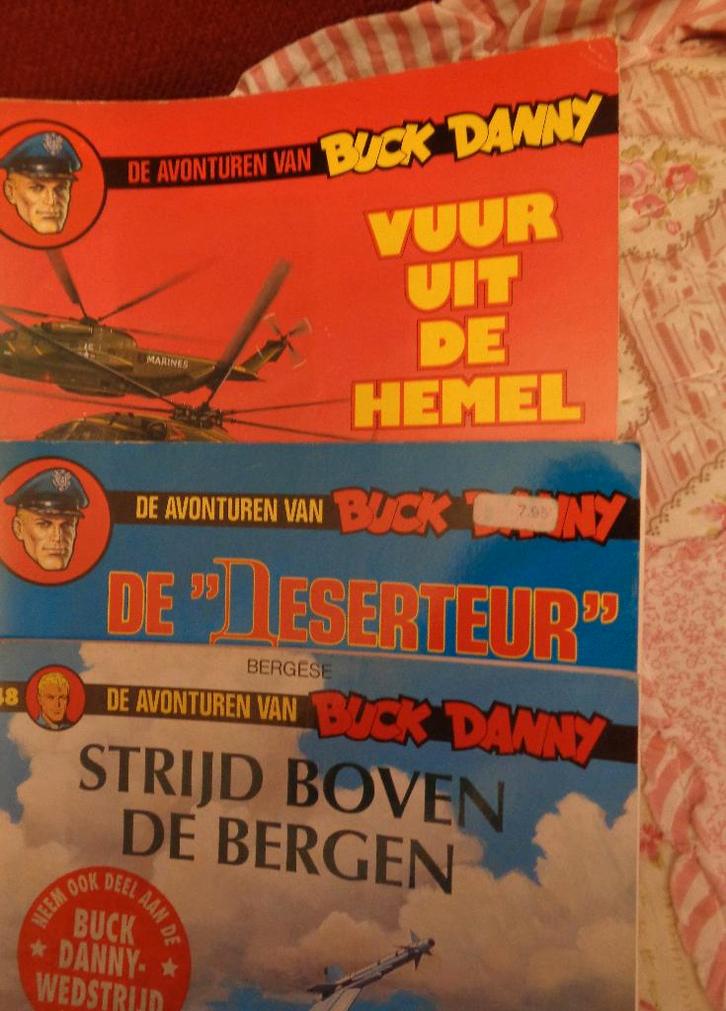 DE AVONTUREN VAN BUCK DANNY
VUUR
UIT
DE
HEMEL
MARINES
DE AVONTUREN VAN BUCK DANNY
7.95
DE "DESERTEUR"
BERGESE
48 DE AVONTUREN VAN BUCK DANNY
STRIJD BOVEN
DE BERGEN
NEEM OOK DEEL AAN DE
BUCK
DANNY-
WEDSTRIJD